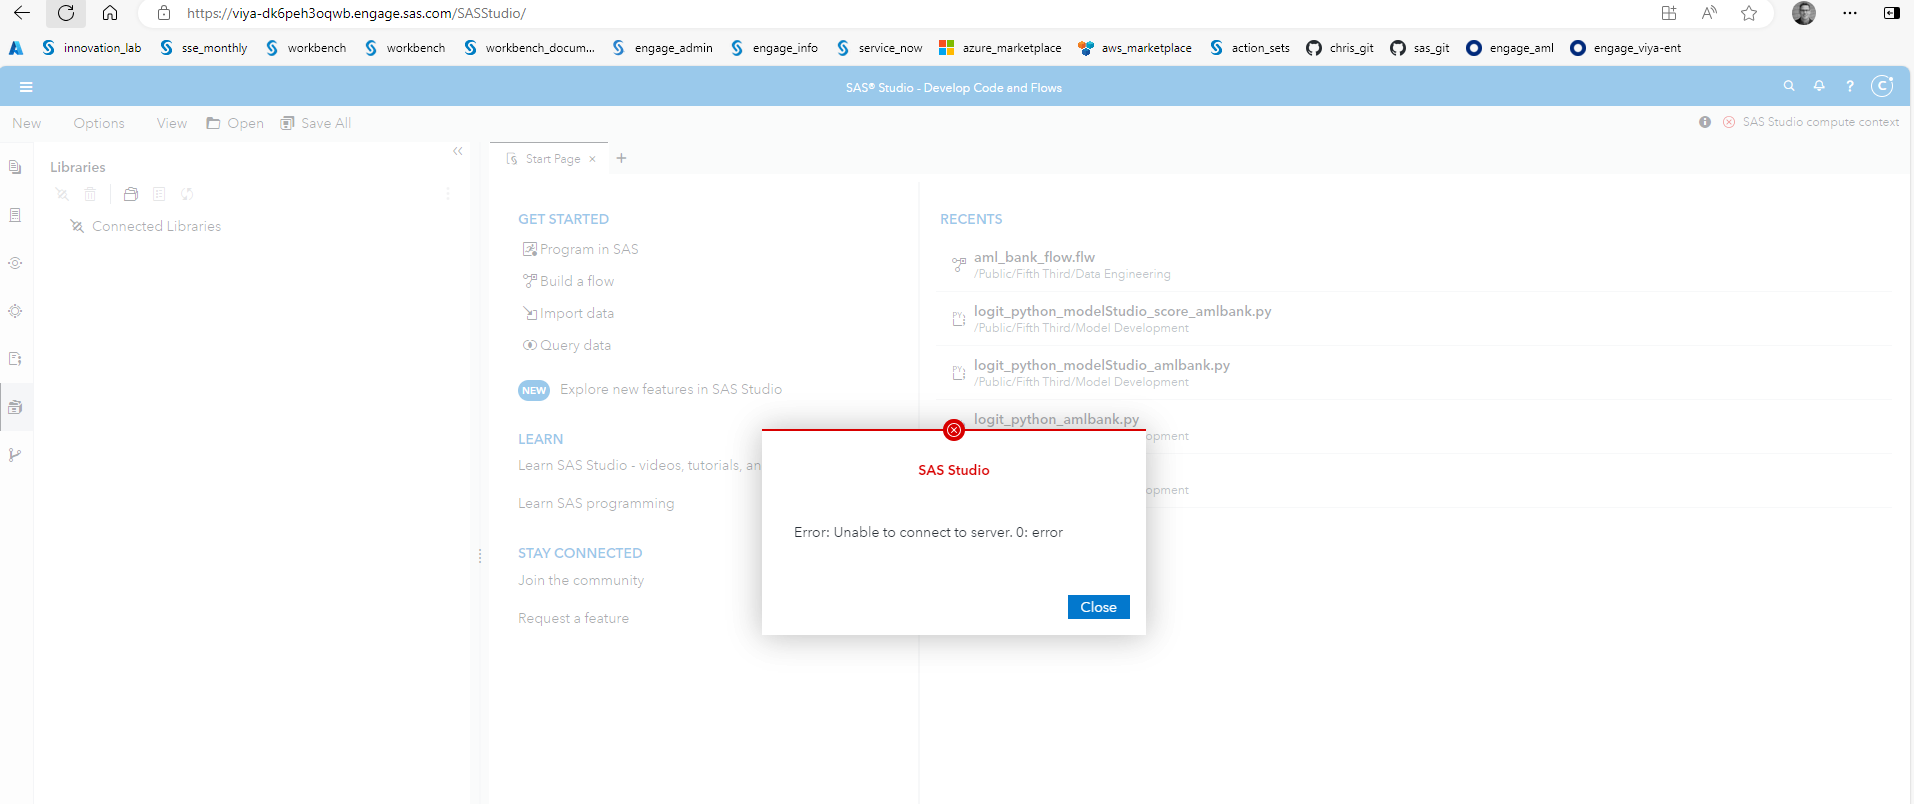 https://viya-dk6peh3oqwb.engage.sas.com/SASStudio/
innovation_lab sse_monthly workbench workbench workbench_docum... engage_admin engage_info service_now azure_marketplace aws_marketplace action_sets chris_git sas_git engage_aml engage_viya-ent
SAS® Studio - Develop Code and Flows
C
New Options View Open Save All
SAS Studio compute context
Libraries
Connected Libraries
Start Page
GET STARTED
Program in SAS
Build a flow
Import data
Query data
NEW Explore new features in SAS Studio
LEARN
Learn SAS Studio - videos, tutorials, an
Learn SAS programming
STAY CONNECTED
Join the community
Request a feature
RECENTS
aml_bank_flow.flw
/Public/Fifth Third/Data Engineering
PY logit_python_modelStudio_score_amlbank.py
/Public/Fifth Third/Model Development
PY logit_python_modelStudio_amlbank.py
/Public/Fifth Third/Model Development
logit_python_amlbank.py
opment
opment
SAS Studio
Error: Unable to connect to server. 0: error
Close